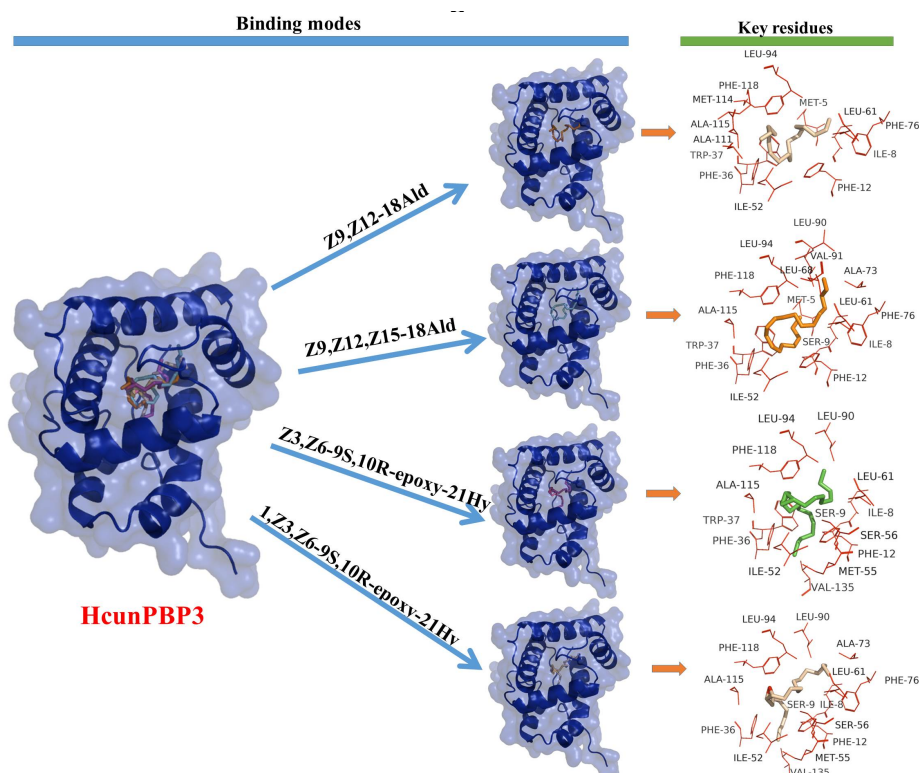 Binding modes
Key residues
HcunPBP3
Z9,Z12-18Ald
LEU-94
PHE-118
MET-114
MET-5
LEU-61
PHE-76
ALA-115
ALA-111
TRP-37
ILE-8
PHE-36
PHE-12
ILE-52
Z9,Z12,Z15-18Ald
LEU-90
LEU-94
VAL-91
PHE-118
LEU-68
ALA-73
MET-5
ALA-115
LEU-61
PHE-76
SER-9
TRP-37
ILE-8
PHE-36
PHE-12
ILE-52
Z3,Z6-9S,10R-epoxy-21Hy
LEU-94
LEU-90
PHE-118
LEU-61
ALA-115
ILE-8
SER-9
TRP-37
SER-56
PHE-36
PHE-12
ILE-52
MET-55
VAL-135
1,Z3,Z6-9S,10R-epoxy-21Hy
LEU-94
LEU-90
PHE-118
ALA-73
LEU-61
ALA-115
PHE-76
SER-9
ILE-8
PHE-36
SER-56
PHE-12
ILE-52
MET-55
VAL-135